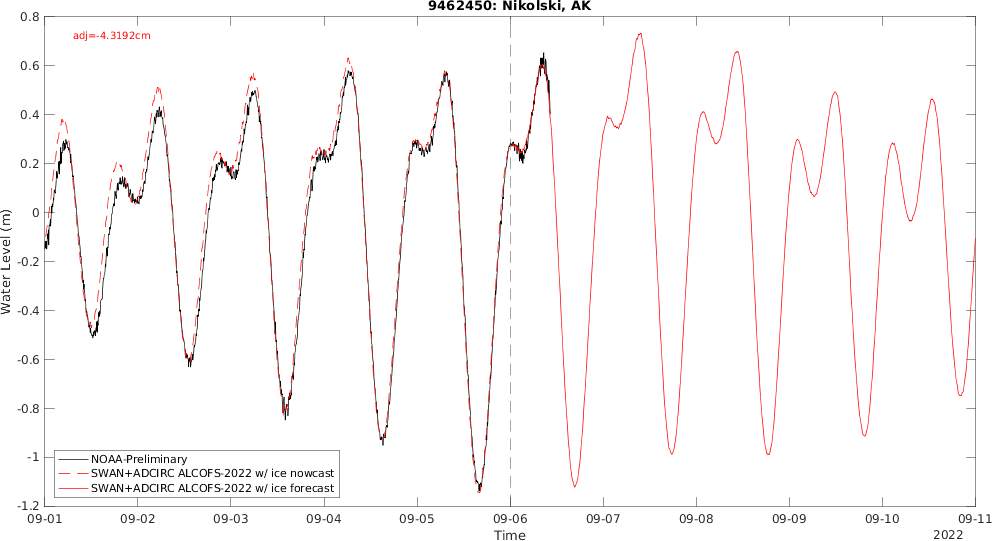 9462450: Nikolski, AK
adj=-4.3192cm
Water Level (m)
0.8
0.6
0.4
0.2
0
-0.2
-0.4
-0.6
-0.8
-1
-1.2
NOAA-Preliminary
SWAN+ADCIRC ALCOFS-2022 w/ ice nowcast
SWAN+ADCIRC ALCOFS-2022 w/ ice forecast
09-01 09-02 09-03 09-04 09-05 09-06 09-07 09-08 09-09 09-10 09-11
Time
2022